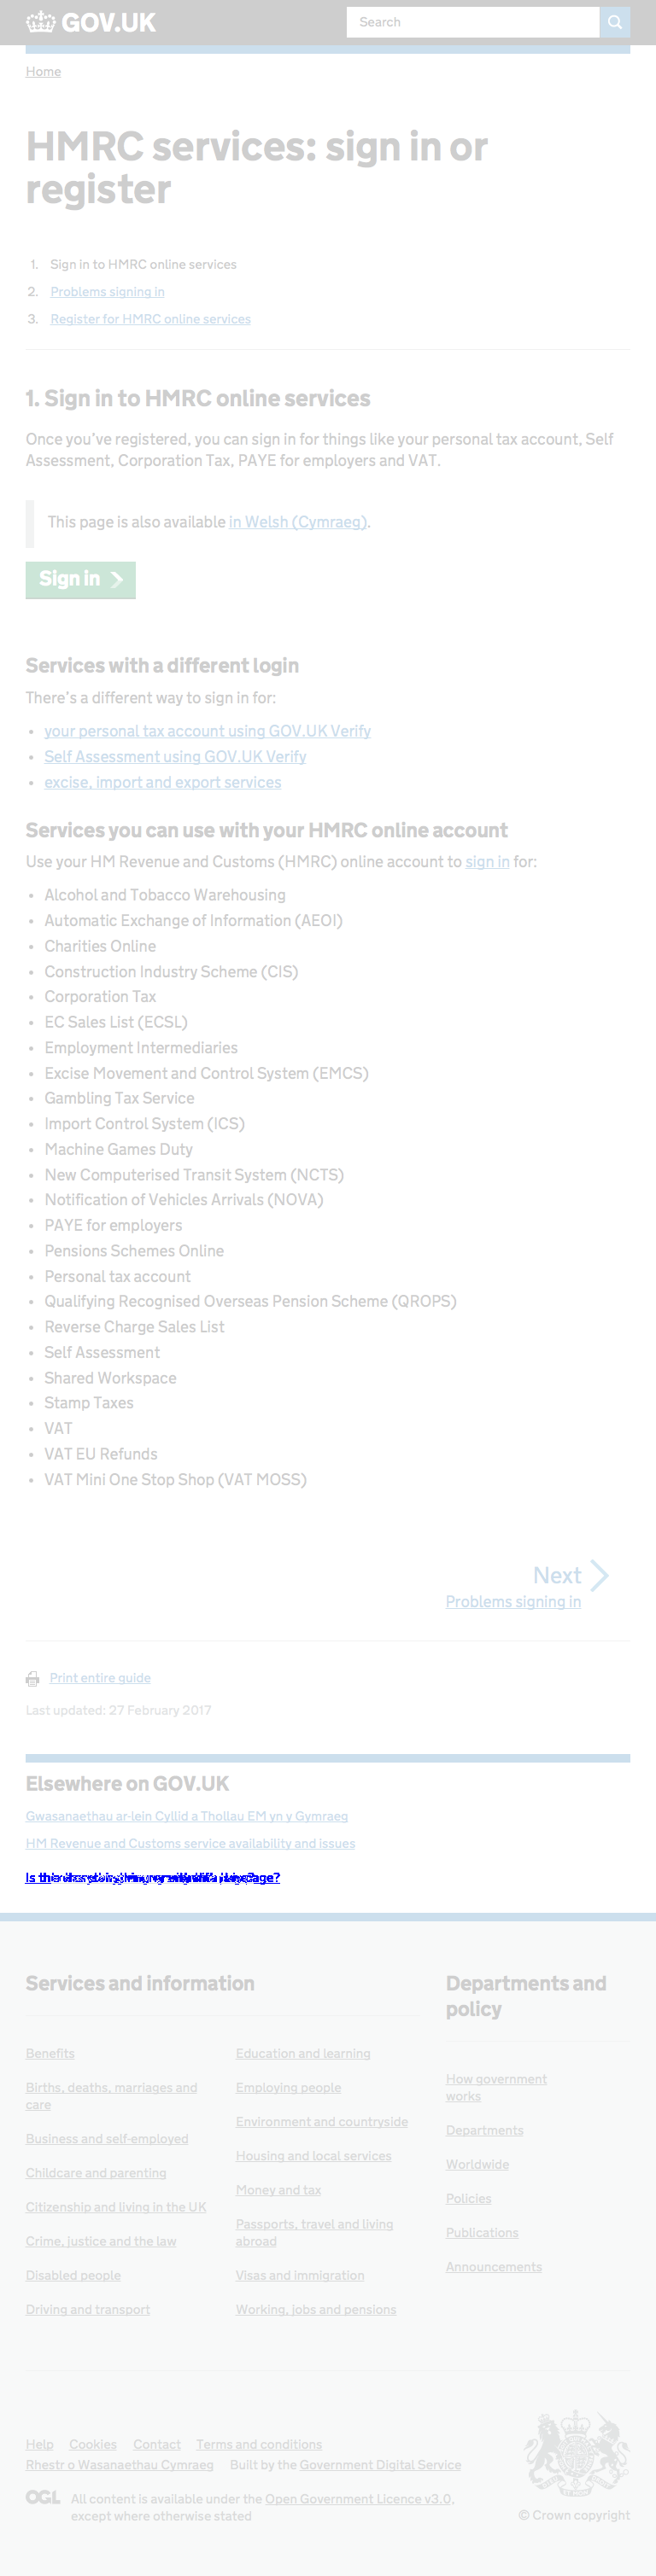 GOV.UK
Search
Home
HMRC services: sign in or
register
1. Sign in to HMRC online services
2. Problems signing in
3. Register for HMRC online services
1. Sign in to HMRC online services
Once you've registered, you can sign in for things like your personal tax account, Self
Assessment, Corporation Tax, PAYE for employers and VAT.
This page is also available in Welsh (Cymraeg).
Sign in
Services with a different login
There's a different way to sign in for:
• your personal tax account using GOV.UK Verify
• Self Assessment using GOV.UK Verify
• excise, import and export services
Services you can use with your HMRC online account
Use your HM Revenue and Customs (HMRC) online account to sign in for:
• Alcohol and Tobacco Warehousing
• Automatic Exchange of Information (AEOI)
• Charities Online
• Construction Industry Scheme (CIS)
• Corporation Tax
• EC Sales List (ECSL)
• Employment Intermediaries
• Excise Movement and Control System (EMCS)
• Gambling Tax Service
• Import Control System (ICS)
• Machine Games Duty
• New Computerised Transit System (NCTS)
• Notification of Vehicles Arrivals (NOVA)
• PAYE for employers
• Pensions Schemes Online
• Personal tax account
• Qualifying Recognised Overseas Pension Scheme (QROPS)
• Reverse Charge Sales List
• Self Assessment
• Shared Workspace
• Stamp Taxes
• VAT
• VAT EU Refunds
• VAT Mini One Stop Shop (VAT MOSS)
Next
Problems signing in
Print entire guide
Last updated: 27 February 2017
Elsewhere on GOV.UK
Gwasanaethau ar-lein Cyllid a Thollau EM yn y Gymraeg
HM Revenue and Customs service availability and issues
Services and information
Benefits
Births, deaths, marriages and
care
Business and self-employed
Childcare and parenting
Citizenship and living in the UK
Crime, justice and the law
Disabled people
Driving and transport
Education and learning
Employing people
Environment and countryside
Housing and local services
Money and tax
Passports, travel and living
abroad
Visas and immigration
Working, jobs and pensions
Departments and
policy
How government
works
Departments
Worldwide
Policies
Publications
Announcements
Help Cookies Contact Terms and conditions
Rhestr o Wasanaethau Cymraeg Built by the Government Digital Service
OGL All content is available under the Open Government Licence v3.0,
except where otherwise stated
© Crown copyright